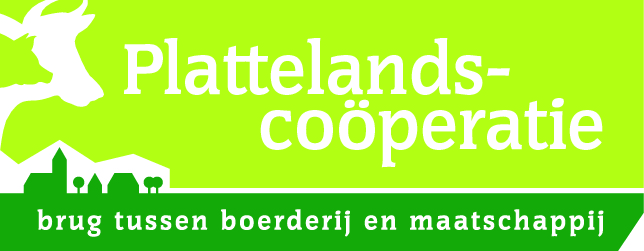 Plattelands-
coöperatie
brug tussen boerderij en maatschappij